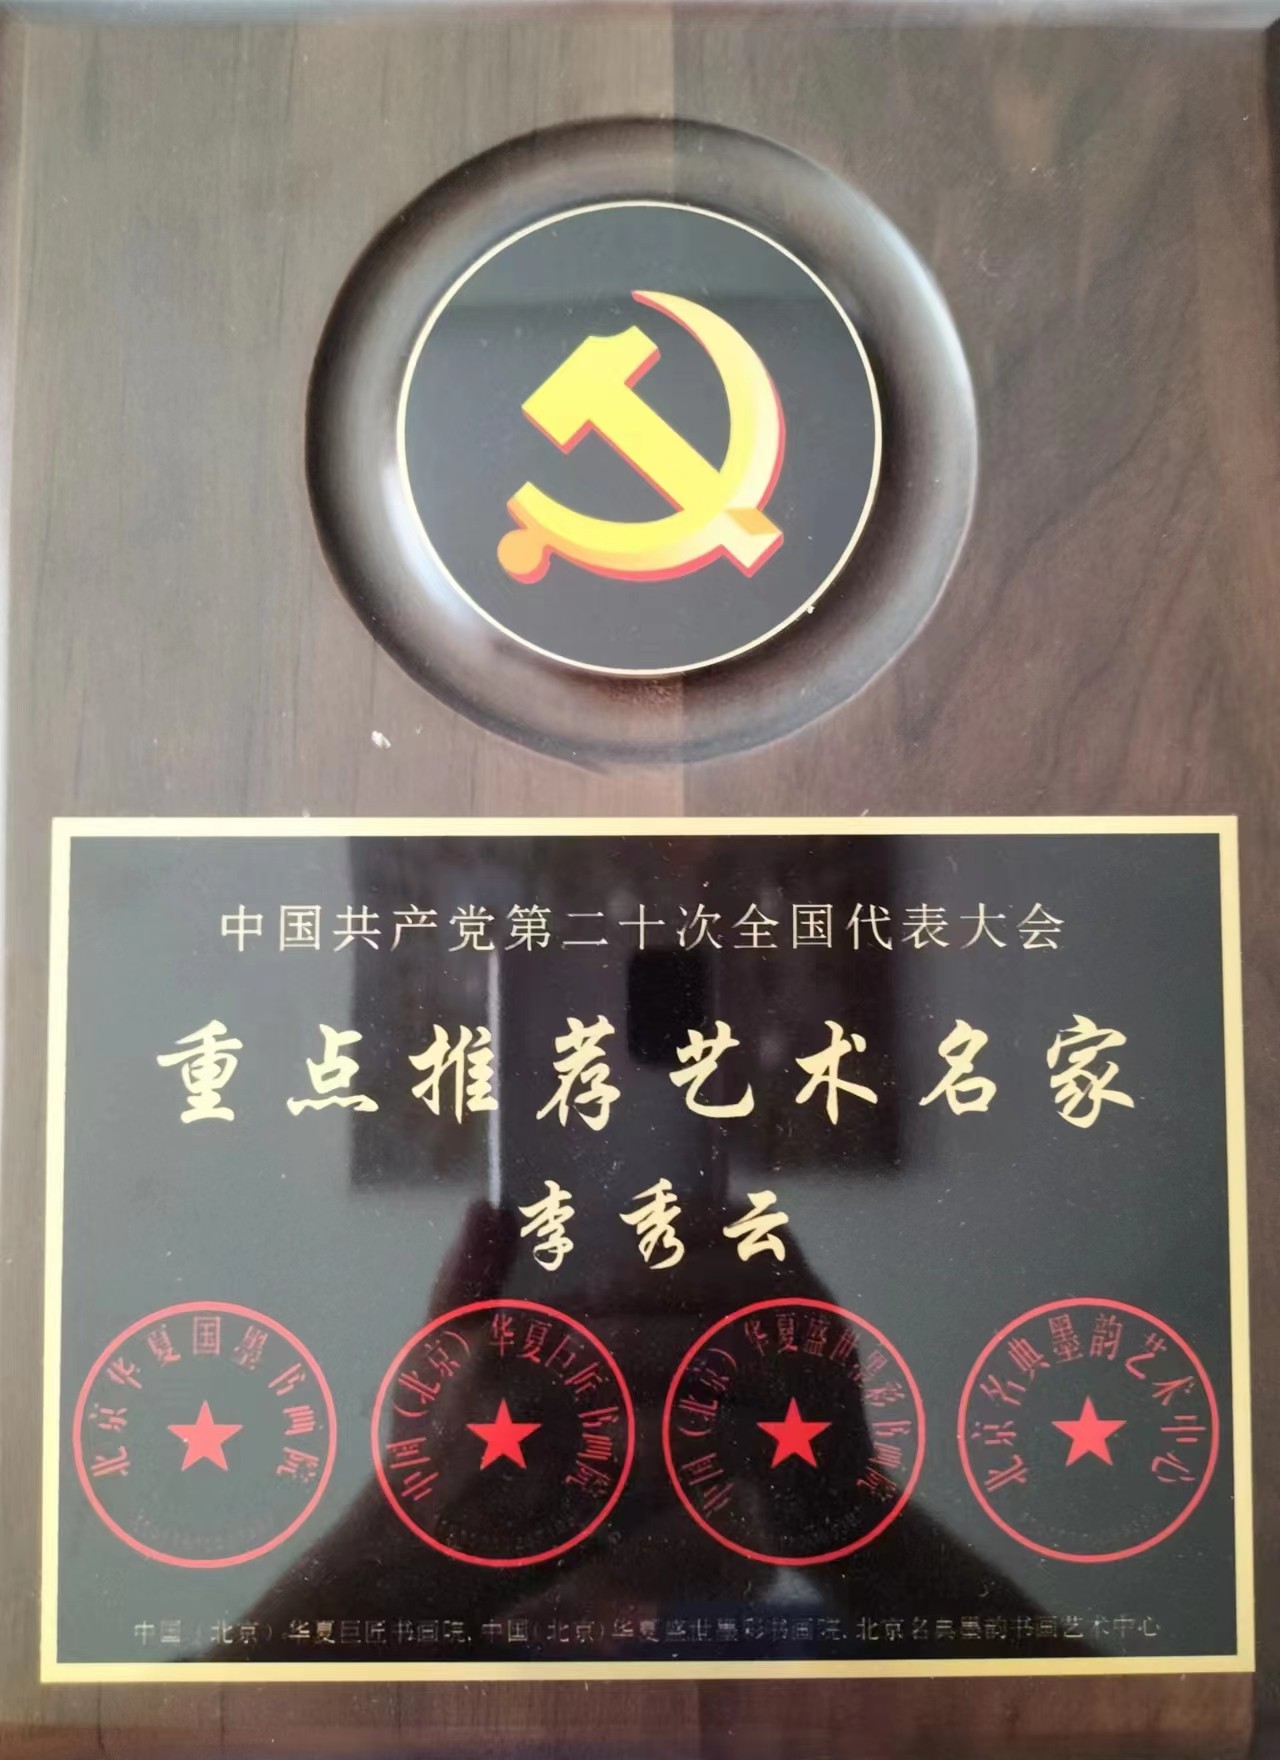 中国共产党第二十次全国代表大会
重点推荐艺术名家
李秀云
北京华夏国墨书画院
中国(北京)华夏巨匠书画院
中国(北京)华夏盛世墨彩书画院
北京名典墨韵艺术中心
中国(北京)华夏巨匠书画院.中国(北京)华夏盛世墨彩书画院.北京名典墨韵书画艺术中心